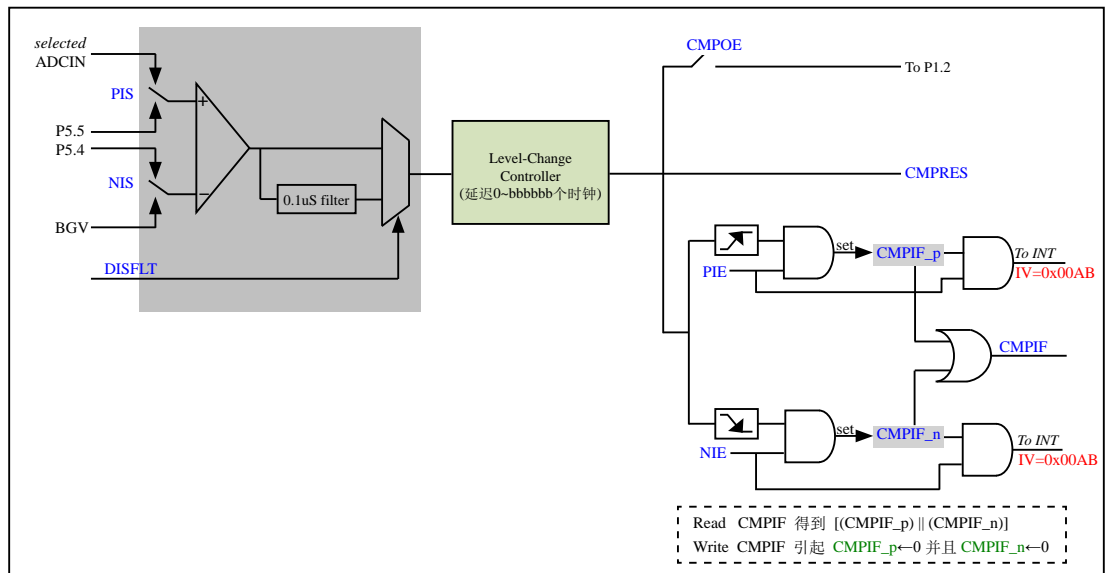 selected
ADCIN
PIS
P5.5
P5.4
NIS
BGV
DISFLT
+
−
0.1uS filter
Level-Change
Controller
(延迟0~bbbbbb个时钟)
CMPOE
To P1.2
CMPRES
PIE
set
CMPIF_p
To INT
IV=0x00AB
CMPIF
NIE
set
CMPIF_n
To INT
IV=0x00AB
Read CMPIF 得到 [(CMPIF_p) || (CMPIF_n)]
Write CMPIF 引起 CMPIF_p←0 并且 CMPIF_n←0